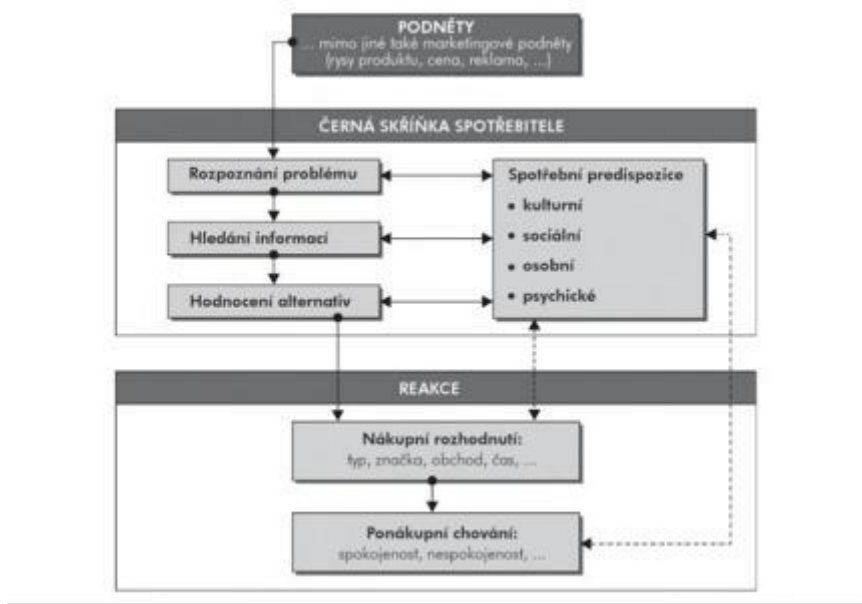 PODNĚTY
... mimo jiné také marketingové podněty
(rysy produktu, cena, reklama, ...)
ČERNÁ SKŘÍŇKA SPOTŘEBITELE
Rozpoznání problému
Hledání informací
Hodnocení alternativ
Spotřební predispozice
• kulturní
• sociální
• osobní
• psychické
REAKCE
Nákupní rozhodnutí:
typ, značka, obchod, čas, ...
Ponákupní chování:
spokojenost, nespokojenost, ...